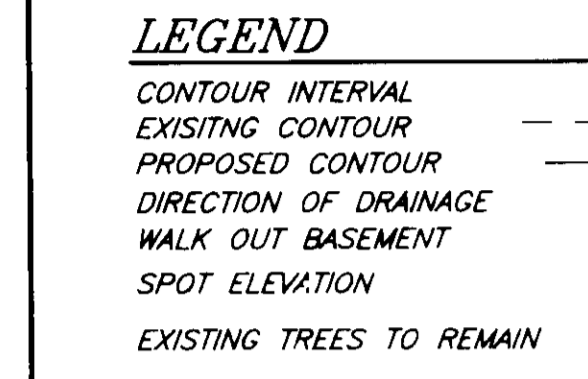 LEGEND
CONTOUR INTERVAL
EXISITNG CONTOUR
PROPOSED CONTOUR
DIRECTION OF DRAINAGE
WALK OUT BASEMENT
SPOT ELEVATION
EXISTING TREES TO REMAIN